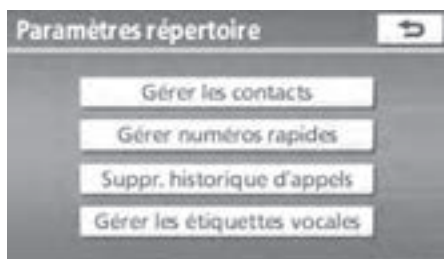 Paramètres répertoire
Gérer les contacts
Gérer numéros rapides
Suppr. historique d'appels
Gérer les étiquettes vocales